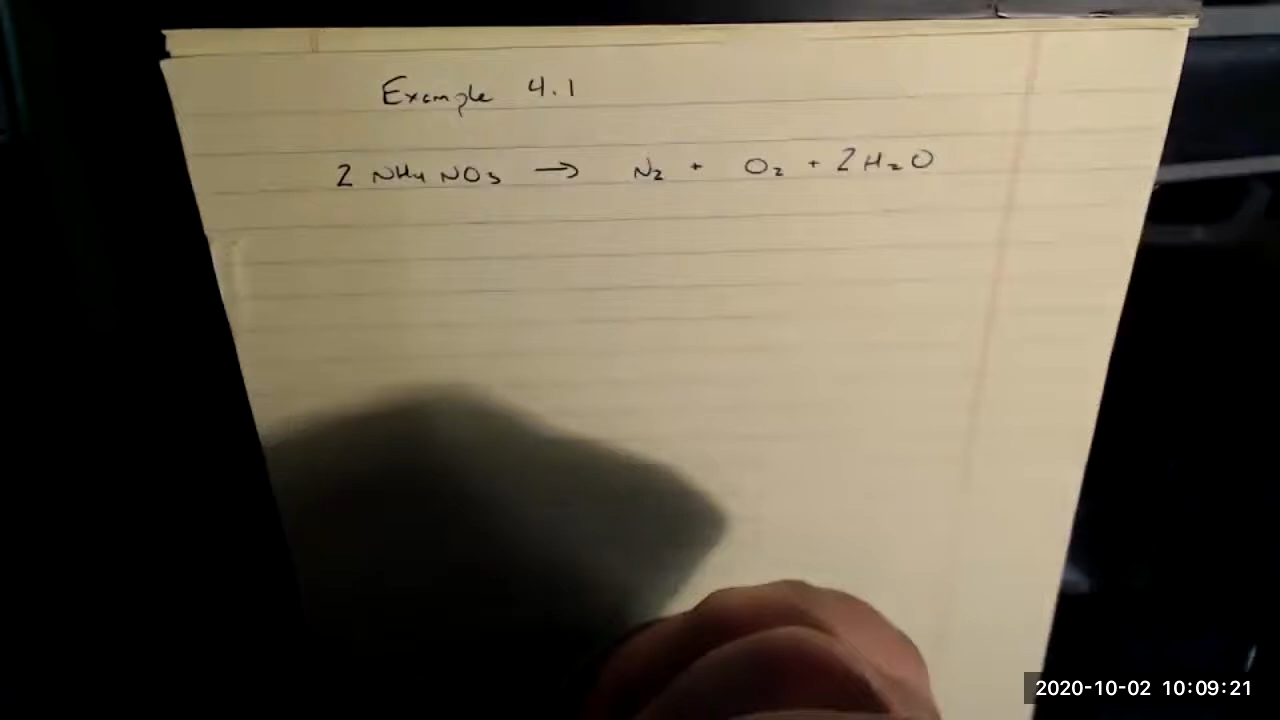 Example 4.1
2 NH₄NO₃ → N₂ + O₂ + 2H₂O
2020-10-02 10:09:21